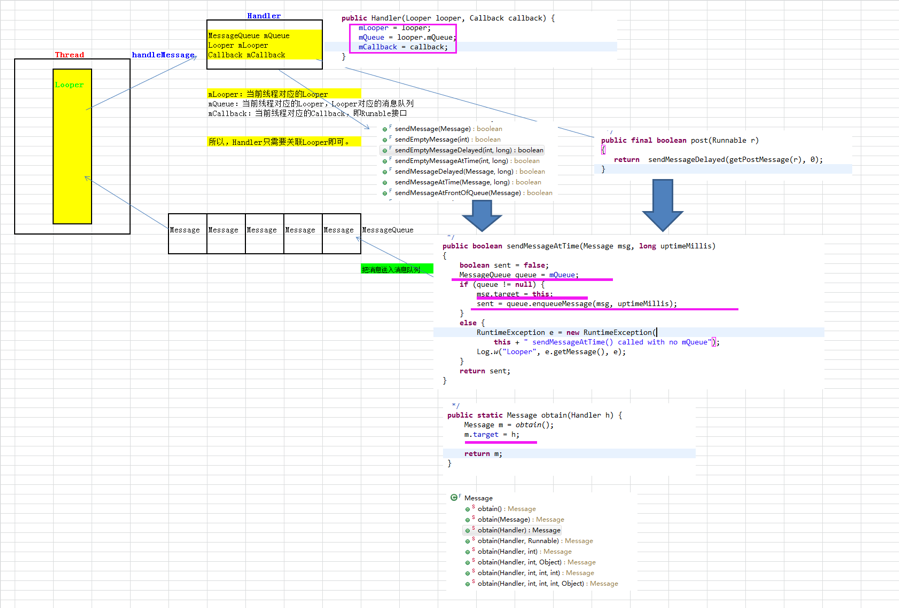 Handler
MessageQueue mQueue
Looper mLooper
Callback mCallback
public Handler(Looper looper, Callback callback) {
mLooper = looper;
mQueue = looper.mQueue;
mCallback = callback;
}
Thread
handleMessage
Looper
mLooper：当前线程对应的Looper
mQueue：当前线程对应的Looper，Looper对应的消息队列
mCallback：当前线程对应的Callback，即Runable接口
所以，Handler只需要关联Looper即可。
sendMessage(Message) : boolean
sendEmptyMessage(int) : boolean
sendEmptyMessageDelayed(int, long) : boolean
sendEmptyMessageAtTime(int, long) : boolean
sendMessageDelayed(Message, long) : boolean
sendMessageAtTime(Message, long) : boolean
sendMessageAtFrontOfQueue(Message) : boolean
public final boolean post(Runnable r)
{
return sendMessageDelayed(getPostMessage(r), 0);
}
Message Message Message Message Message MessageQueue
把消息送入消息队列
*/
public boolean sendMessageAtTime(Message msg, long uptimeMillis)
{
boolean sent = false;
MessageQueue queue = mQueue;
if (queue != null) {
msg.target = this;
sent = queue.enqueueMessage(msg, uptimeMillis);
}
else {
RuntimeException e = new RuntimeException(
this + " sendMessageAtTime() called with no mQueue");
Log.w("Looper", e.getMessage(), e);
}
return sent;
}
*/
public static Message obtain(Handler h) {
Message m = obtain();
m.target = h;
return m;
}
Message
obtain() : Message
obtain(Message) : Message
obtain(Handler) : Message
obtain(Handler, Runnable) : Message
obtain(Handler, int) : Message
obtain(Handler, int, Object) : Message
obtain(Handler, int, int, int) : Message
obtain(Handler, int, int, int, Object) : Message